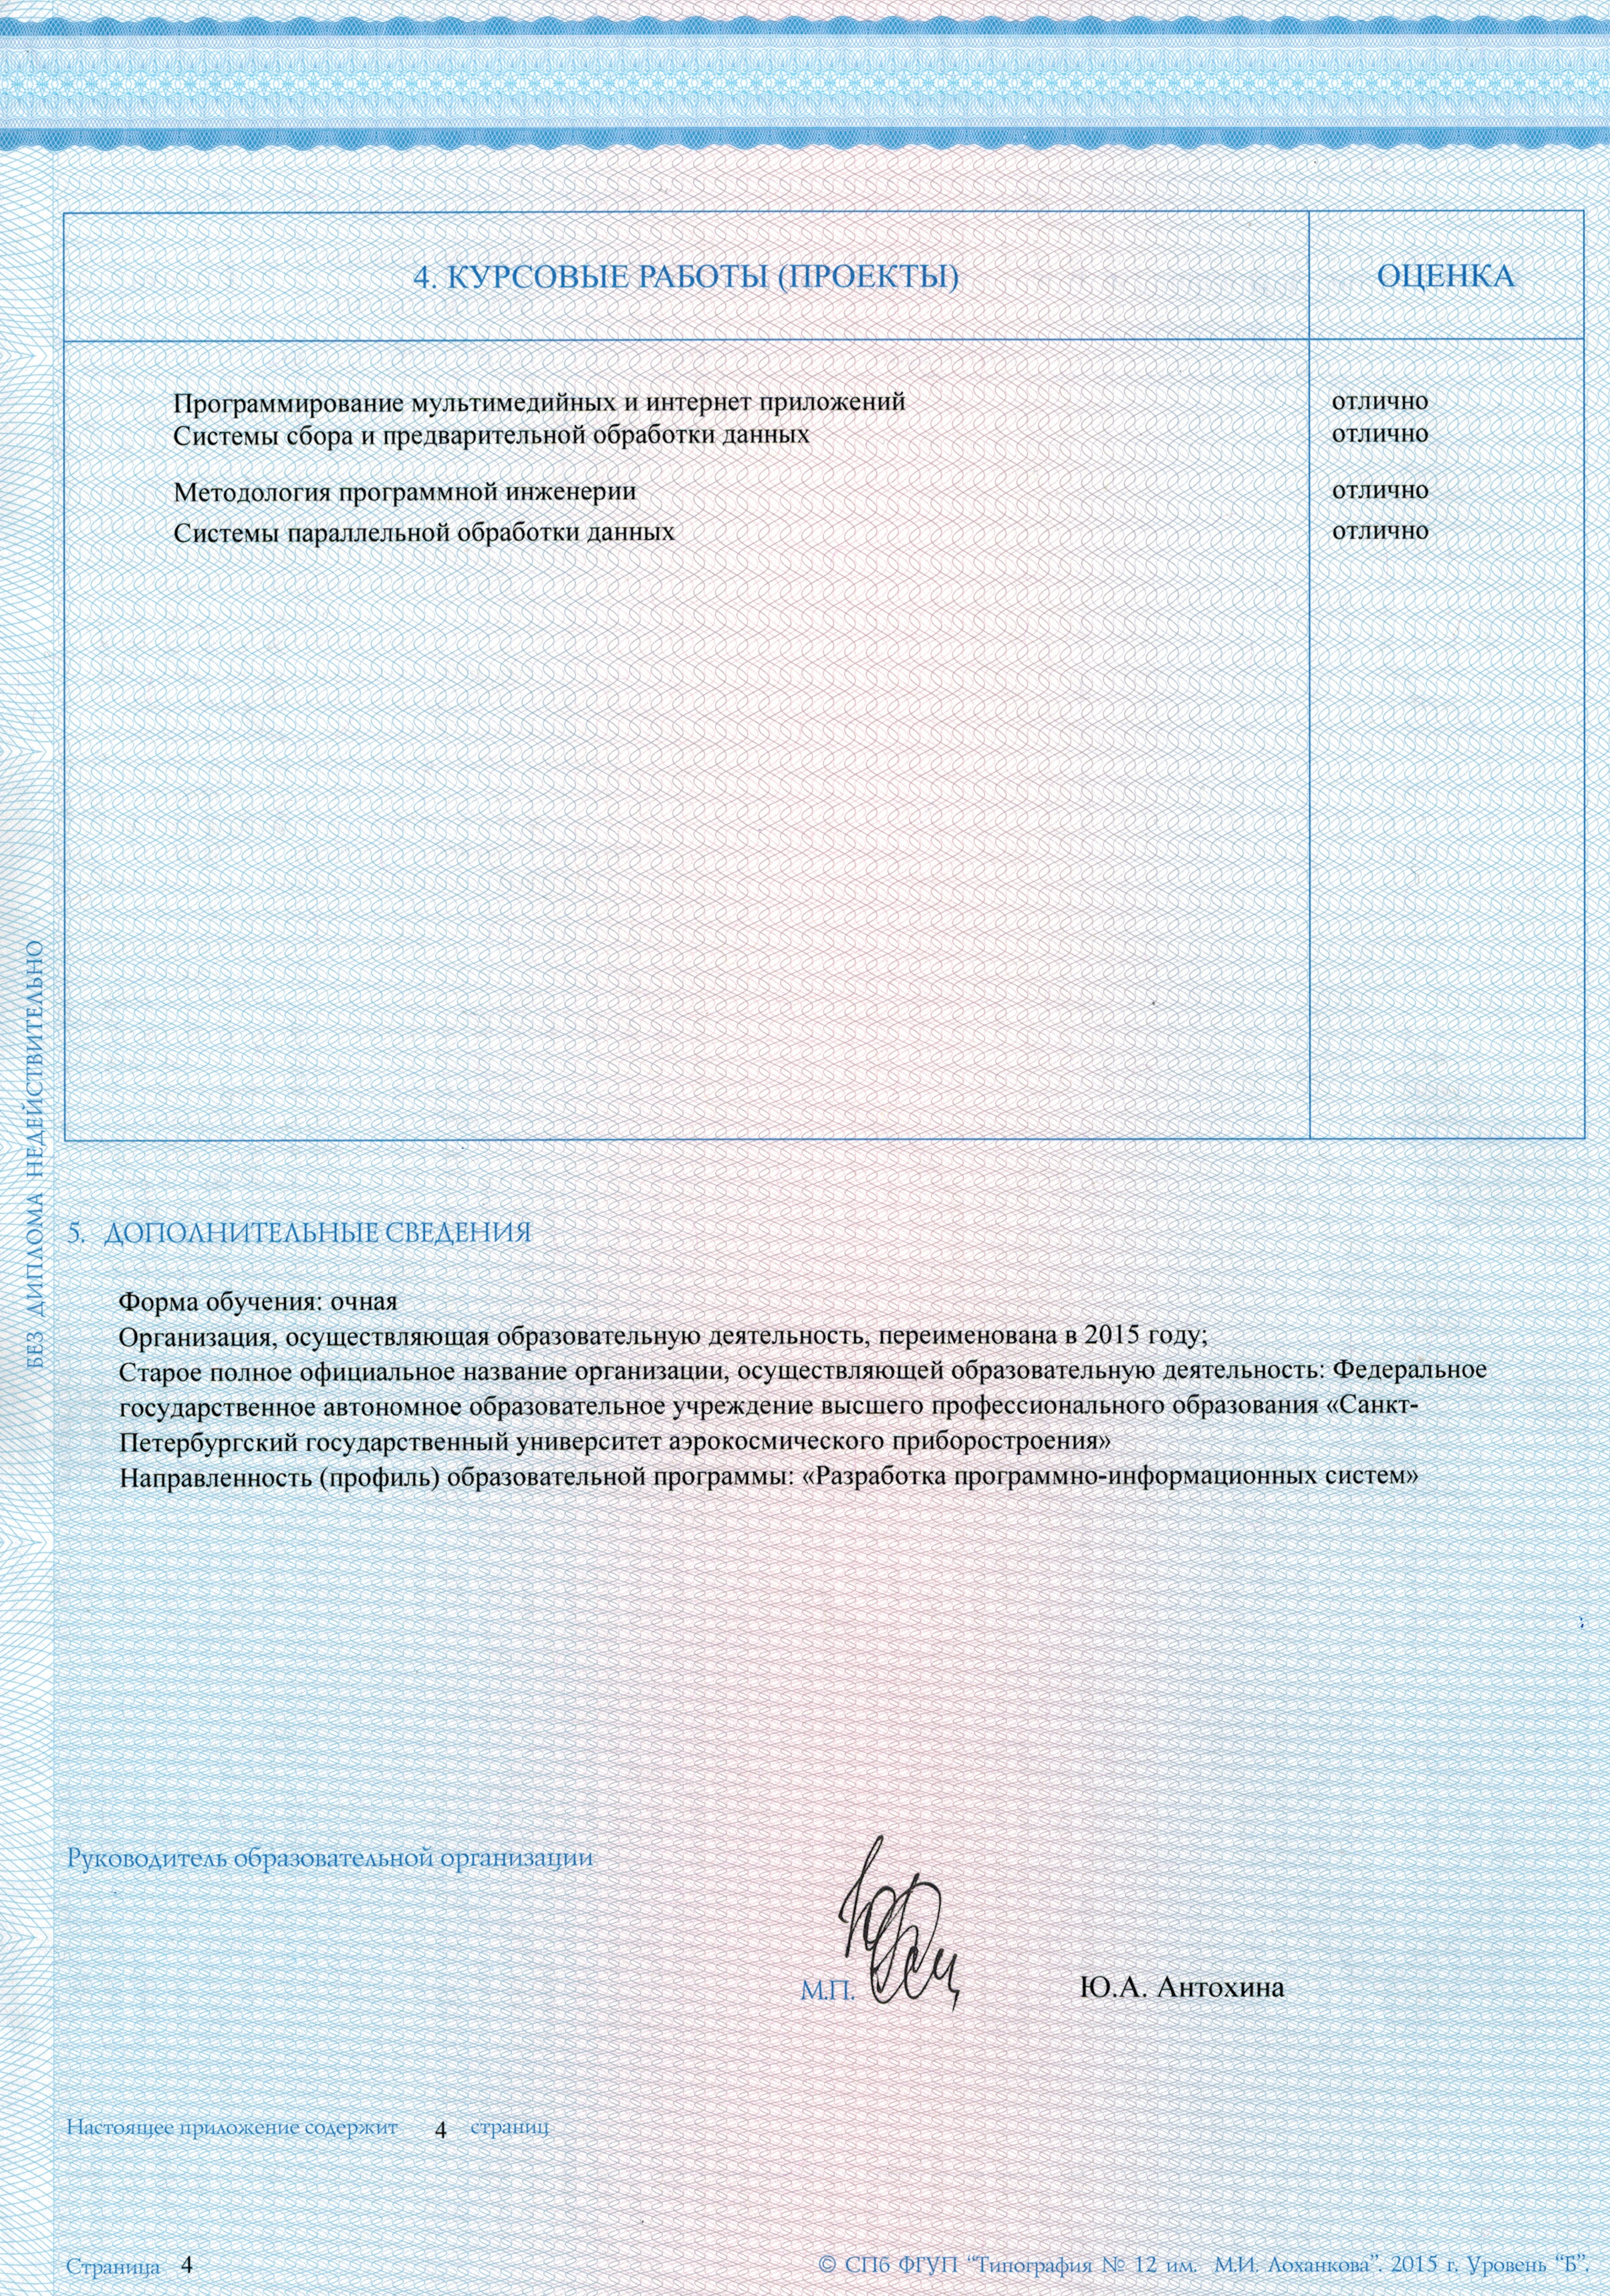 4. КУРСОВЫЕ РАБОТЫ (ПРОЕКТЫ) ОЦЕНКА
Программирование мультимедийных и интернет приложений отлично
Системы сбора и предварительной обработки данных отлично
Методология программной инженерии отлично
Системы параллельной обработки данных отлично
БЕЗ ДИПЛОМА НЕДЕЙСТВИТЕЛЬНО
5. ДОПОЛНИТЕЛЬНЫЕ СВЕДЕНИЯ
Форма обучения: очная
Организация, осуществляющая образовательную деятельность, переименована в 2015 году;
Старое полное официальное название организации, осуществляющей образовательную деятельность: Федеральное
государственное автономное образовательное учреждение высшего профессионального образования «Санкт-
Петербургский государственный университет аэрокосмического приборостроения»
Направленность (профиль) образовательной программы: «Разработка программно-информационных систем»
Руководитель образовательной организации
М.П. Ю.А. Антохина
Настоящее приложение содержит 4 страниц
Страница 4 © СПб ФГУП “Типография № 12 им. М.И. Лоханкова”. 2015 г. Уровень “Б”.